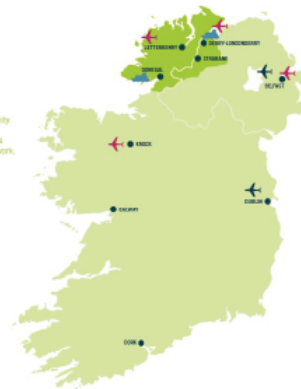 LETTERKENNY
DERRY-LONDONDERRY
STRABANE
DONEGAL
BELFAST
KNOCK
GALWAY
DUBLIN
CORK